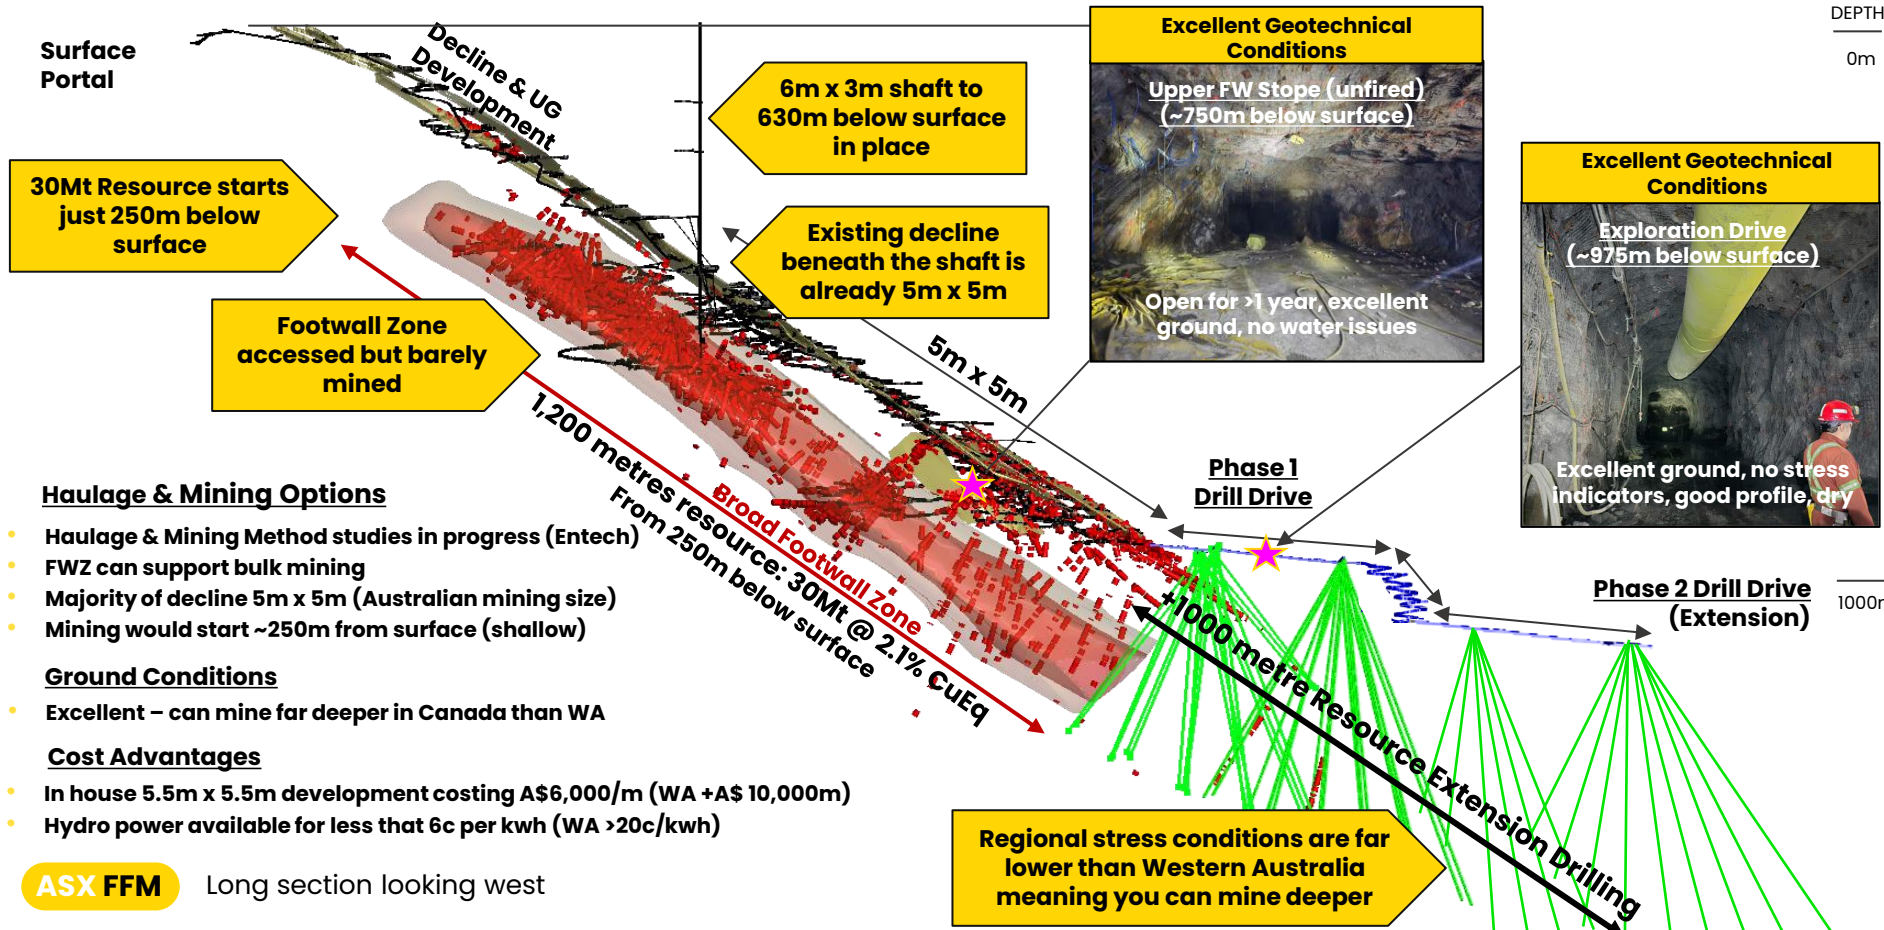 Surface
Portal
Decline & UG
Development
6m x 3m shaft to
630m below surface
in place
Excellent Geotechnical
Conditions
Upper FW Stope (unfired)
(~750m below surface)
Open for >1 year, excellent
ground, no water issues
DEPTH
0m
Excellent Geotechnical
Conditions
Exploration Drive
(~975m below surface)
Excellent ground, no stress
indicators, good profile, dry
30Mt Resource starts
just 250m below
surface
Existing decline
beneath the shaft is
already 5m x 5m
Footwall Zone
accessed but barely
mined
5m x 5m
Broad Footwall Zone
1,200 metres resource: 30Mt @ 2.1% CuEq
From 250m below surface
Phase 1
Drill Drive
Phase 2 Drill Drive
(Extension)
1000m
+1000 metre Resource Extension Drilling
Haulage & Mining Options
• Haulage & Mining Method studies in progress (Entech)
• FWZ can support bulk mining
• Majority of decline 5m x 5m (Australian mining size)
• Mining would start ~250m from surface (shallow)
Ground Conditions
• Excellent – can mine far deeper in Canada than WA
Cost Advantages
• In house 5.5m x 5.5m development costing A$6,000/m (WA +A$ 10,000m)
• Hydro power available for less that 6c per kwh (WA >20c/kwh)
Regional stress conditions are far
lower than Western Australia
meaning you can mine deeper
ASX FFM
Long section looking west